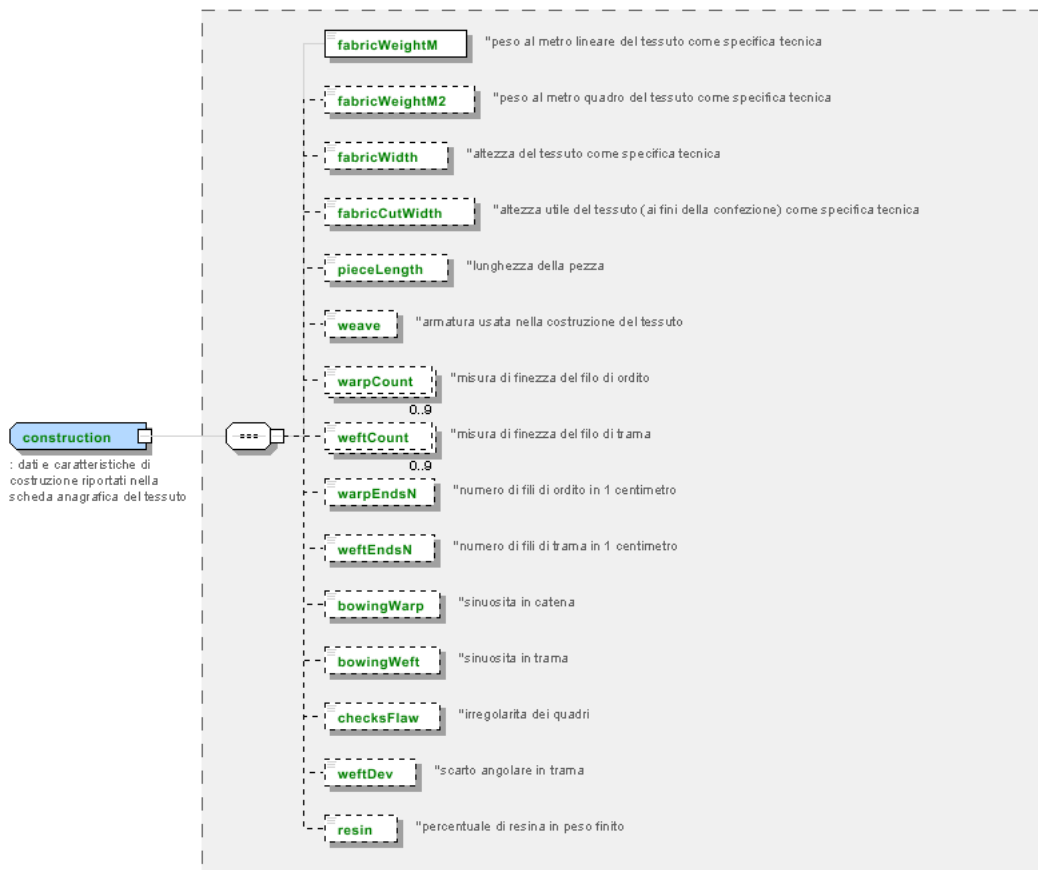 fabricWeightM "peso al metro lineare del tessuto come specifica tecnica
fabricWeightM2 "peso al metro quadro del tessuto come specifica tecnica
fabricWidth "altezza del tessuto come specifica tecnica
fabricCutWidth "altezza utile del tessuto (ai fini della confezione) come specifica tecnica
pieceLength "lunghezza della pezza
weave "armatura usata nella costruzione del tessuto
warpCount "misura di finezza del filo di ordito
0..9
construction
: dati e caratteristiche di
costruzione riportati nella
scheda anagrafica del tessuto
weftCount "misura di finezza del filo di trama
0..9
warpEndsN "numero di fili di ordito in 1 centimetro
weftEndsN "numero di fili di trama in 1 centimetro
bowingWarp "sinuosita in catena
bowingWeft "sinuosita in trama
checksFlaw "irregolarita dei quadri
weftDev "scarto angolare in trama
resin "percentuale di resina in peso finito